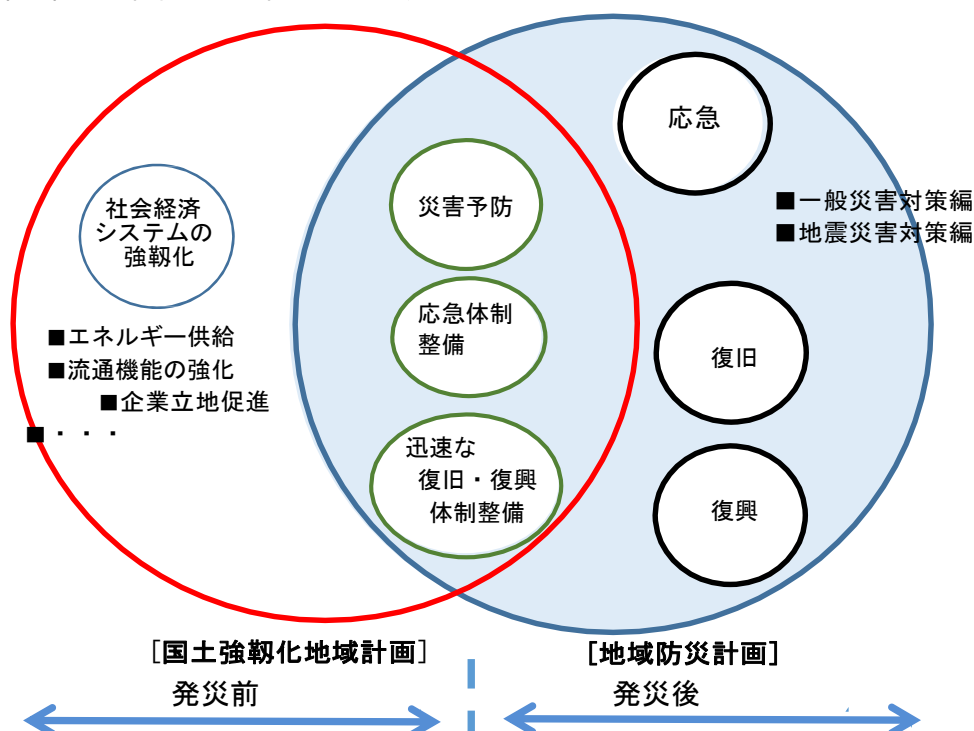 社会経済
システムの
強靱化
■エネルギー供給
■流通機能の強化
■企業立地促進
■・・・
災害予防
応急体制
整備
迅速な
復旧・復興
体制整備
応急
■一般災害対策編
■地震災害対策編
復旧
復興
［国土強靱化地域計画］
［地域防災計画］
発災前
発災後